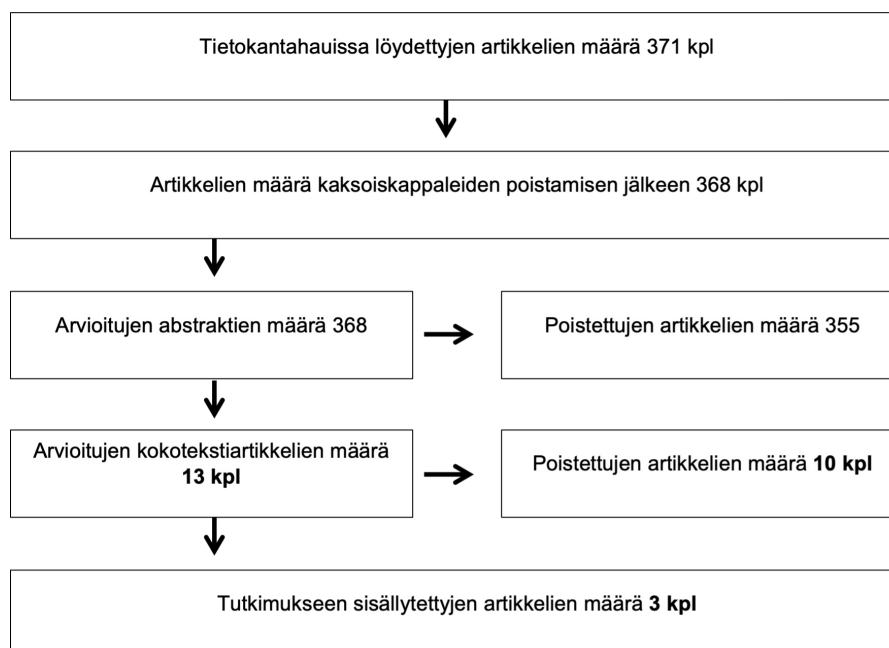 Tietokantahauissa löydettyjen artikkelien määrä 371 kpl
Artikkelien määrä kaksoiskappaleiden poistamisen jälkeen 368 kpl
Arvioitujen abstraktien määrä 368
Poistettujen artikkelien määrä 355
Arvioitujen kokotekstiartikkelien määrä
13 kpl
Poistettujen artikkelien määrä 10 kpl
Tutkimukseen sisällytettyjen artikkelien määrä 3 kpl